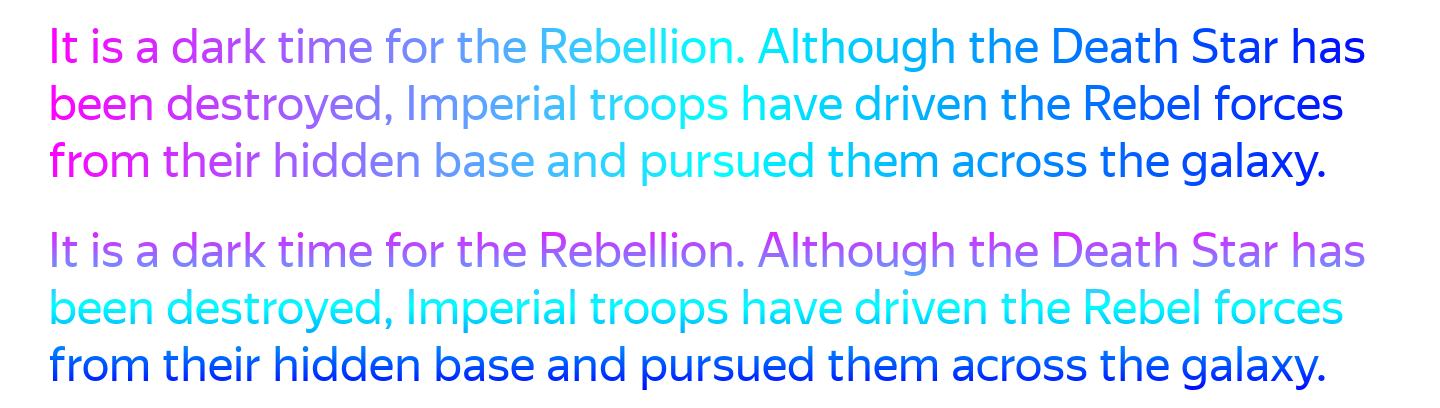 It is a dark time for the Rebellion. Although the Death Star has
been destroyed, Imperial troops have driven the Rebel forces
from their hidden base and pursued them across the galaxy.
It is a dark time for the Rebellion. Although the Death Star has
been destroyed, Imperial troops have driven the Rebel forces
from their hidden base and pursued them across the galaxy.